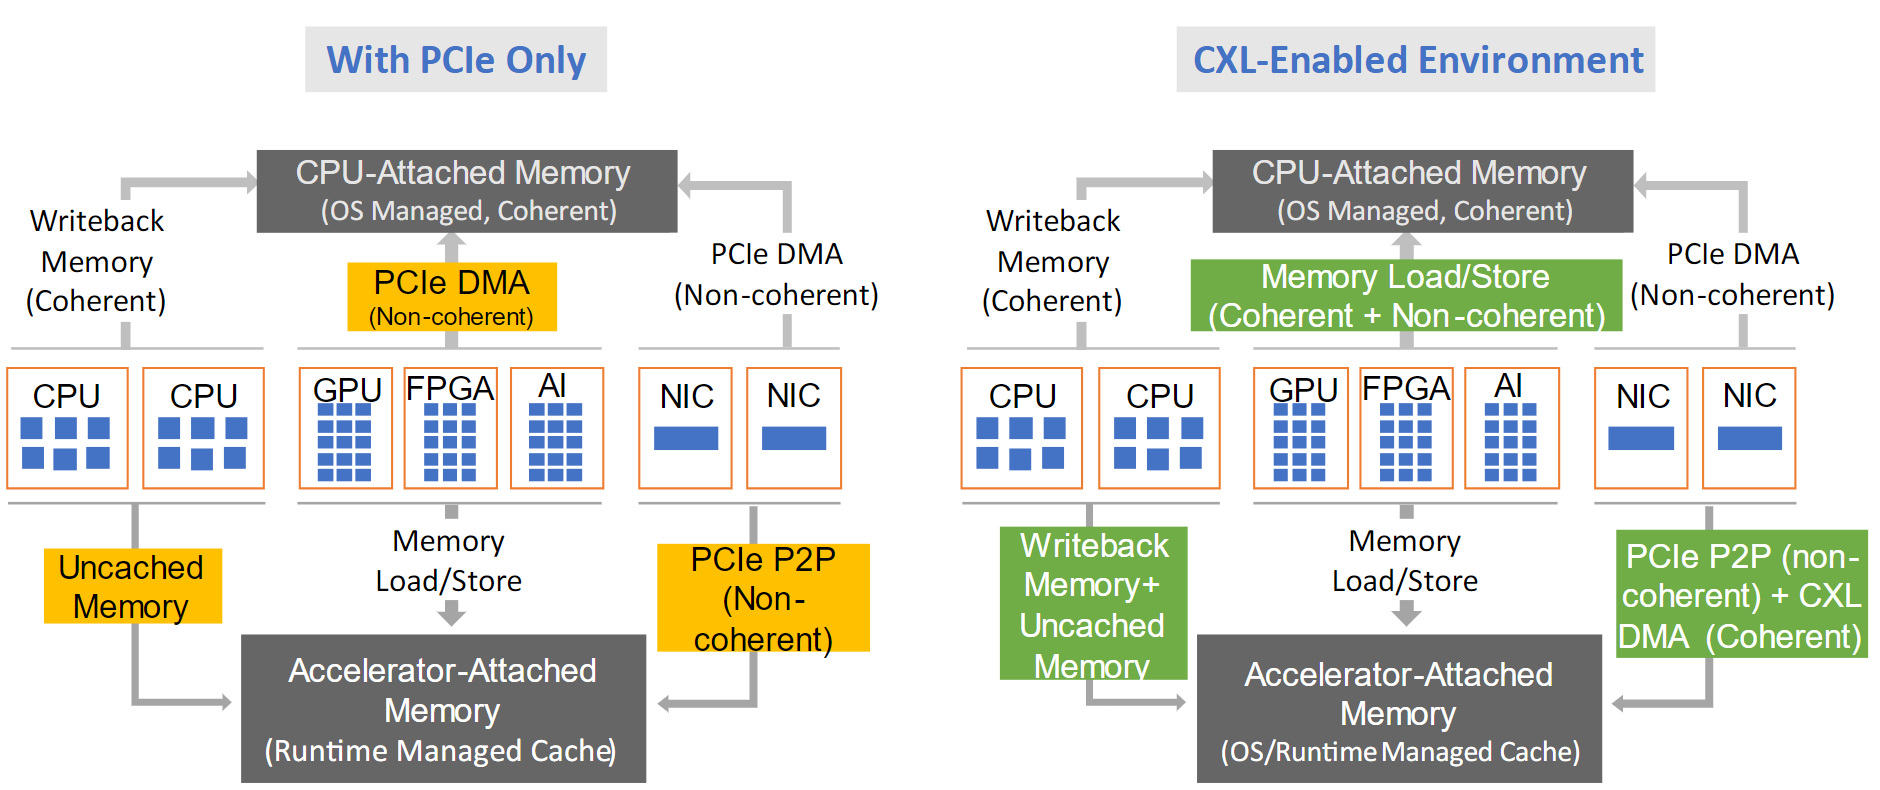 With PCIe Only
CPU-Attached Memory
(OS Managed, Coherent)
Writeback
Memory
(Coherent)
PCIe DMA
(Non-coherent)
PCIe DMA
(Non-coherent)
CPU
CPU
GPU
FPGA
AI
NIC
NIC
Uncached
Memory
Memory
Load/Store
PCIe P2P
(Non-
coherent)
Accelerator-Attached
Memory
(Runtime Managed Cache)
CXL-Enabled Environment
CPU-Attached Memory
(OS Managed, Coherent)
Writeback
Memory
(Coherent)
Memory Load/Store
(Coherent + Non-coherent)
PCIe DMA
(Non-coherent)
CPU
CPU
GPU
FPGA
AI
NIC
NIC
Writeback
Memory+
Uncached
Memory
Memory
Load/Store
PCIe P2P (non-
coherent) + CXL
DMA (Coherent)
Accelerator-Attached
Memory
(OS/Runtime Managed Cache)